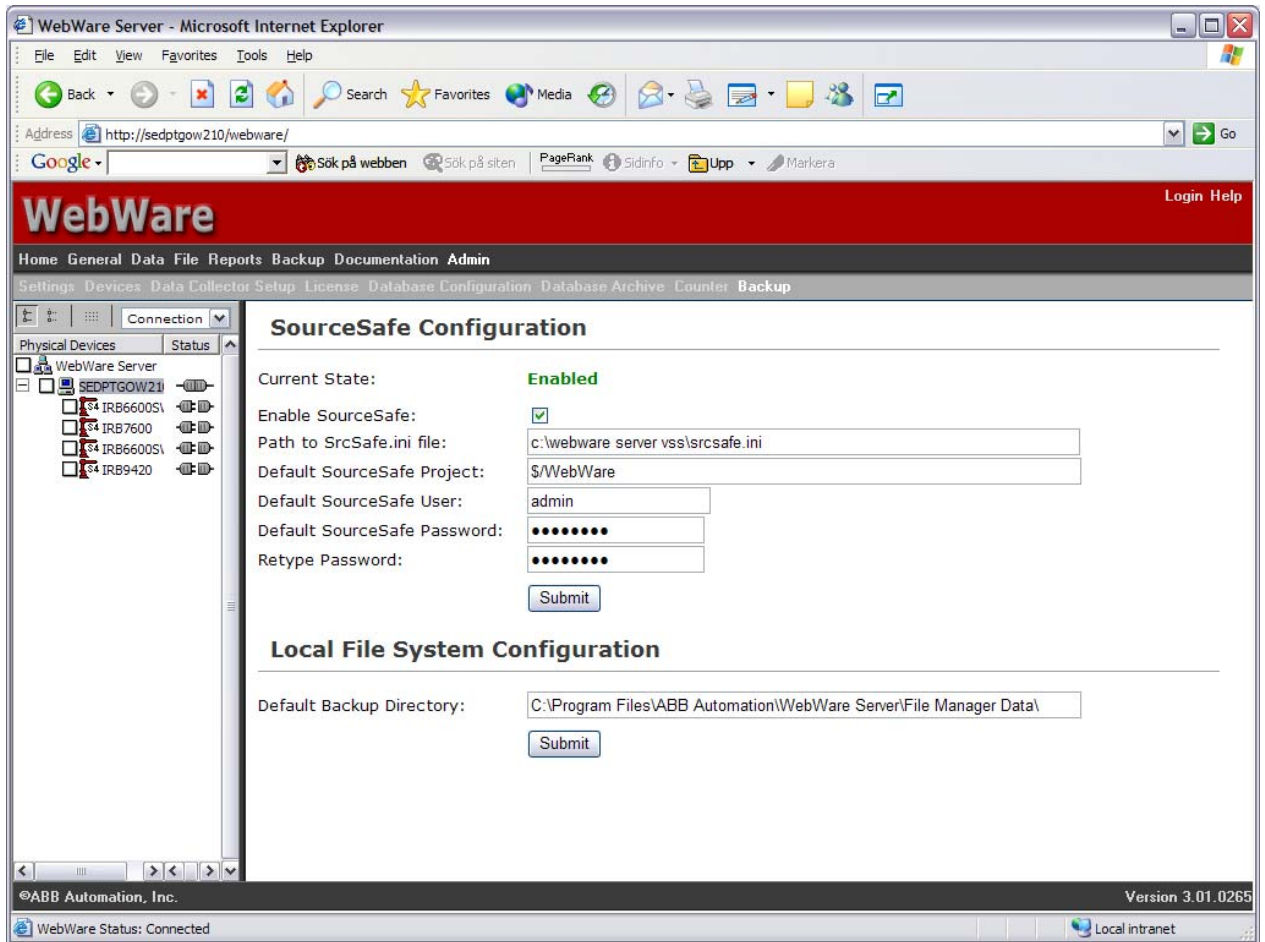 WebWare Server - Microsoft Internet Explorer
File Edit View Favorites Tools Help
Back Search Favorites Media
Address http://sedptgow210/webware/ Go
Google Sök på webben Sök på siten PageRank Sidinfo Upp Markera
Login Help
WebWare
Home General Data File Reports Backup Documentation Admin
Settings Devices Data Collector Setup License Database Configuration Database Archive Counter Backup
Connection
Physical Devices Status
WebWare Server
SEDPTGOW21
S4 IRB6600S\
S4 IRB7600
S4 IRB6600S\
S4 IRB9420
SourceSafe Configuration
Current State: Enabled
Enable SourceSafe:
Path to SrcSafe.ini file: c:\webware server vss\srcsafe.ini
Default SourceSafe Project: $/WebWare
Default SourceSafe User: admin
Default SourceSafe Password: ••••••••
Retype Password: ••••••••
Submit
Local File System Configuration
Default Backup Directory: C:\Program Files\ABB Automation\WebWare Server\File Manager Data\
Submit
©ABB Automation, Inc. Version 3.01.0265
WebWare Status: Connected Local intranet